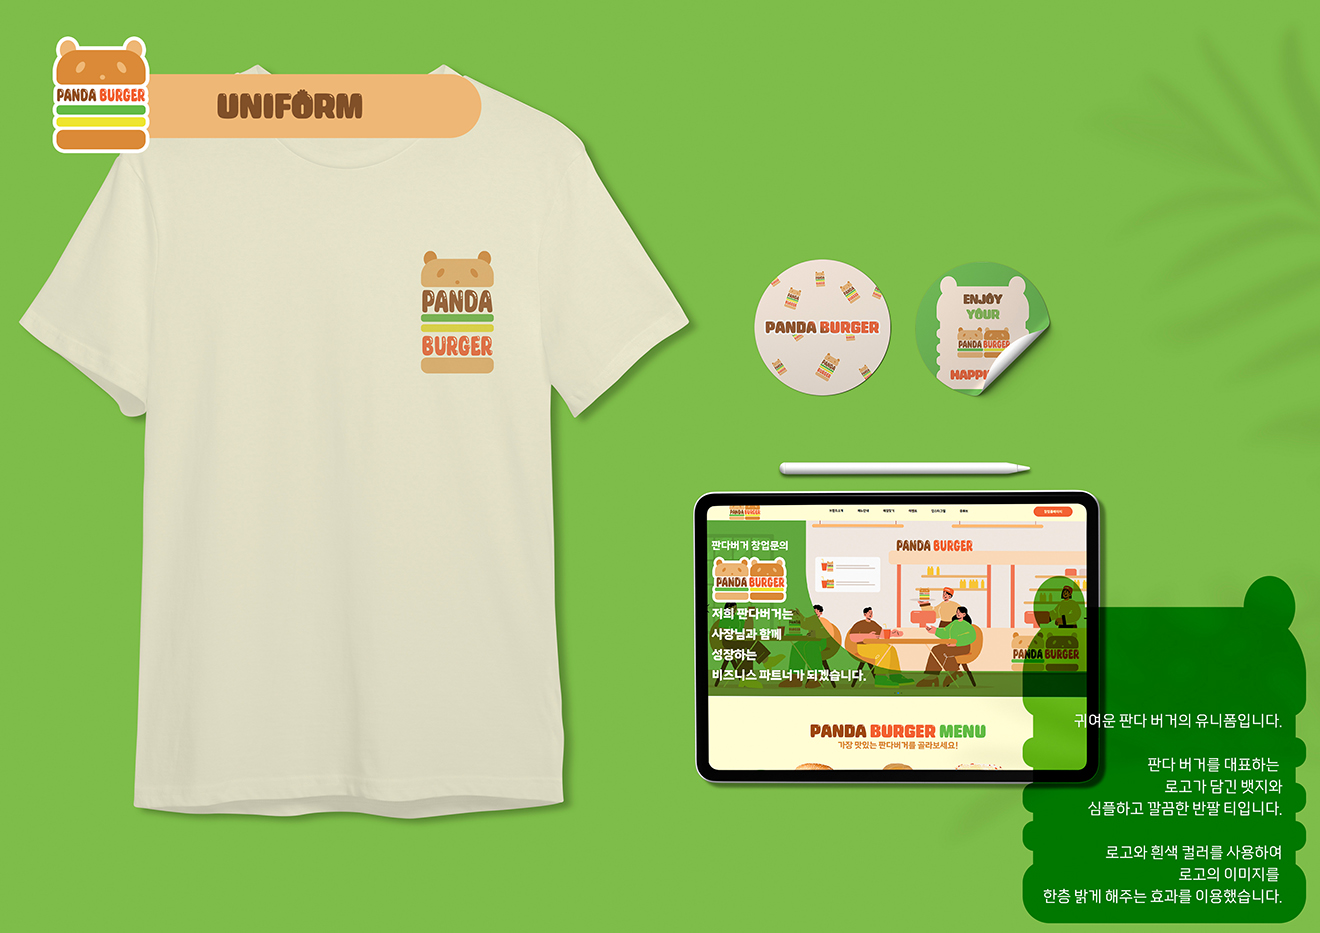 PANDA BURGER
UNIFORM
PANDA
BURGER
PANDA BURGER
ENJOY
YOUR
PANDA BURGER
HAPPI
판다버거 창업문의
PANDA BURGER
저희 판다버거는
사장님과 함께
성장하는
비즈니스 파트너가 되겠습니다.
PANDA BURGER
PANDA BURGER
PANDA BURGER MENU
가장 맛있는 판다버거를 골라보세요!
귀여운 판다 버거의 유니폼입니다.
판다 버거를 대표하는
로고가 담긴 뱃지와
심플하고 깔끔한 반팔 티입니다.
로고와 흰색 컬러를 사용하여
로고의 이미지를
한층 밝게 해주는 효과를 이용했습니다.